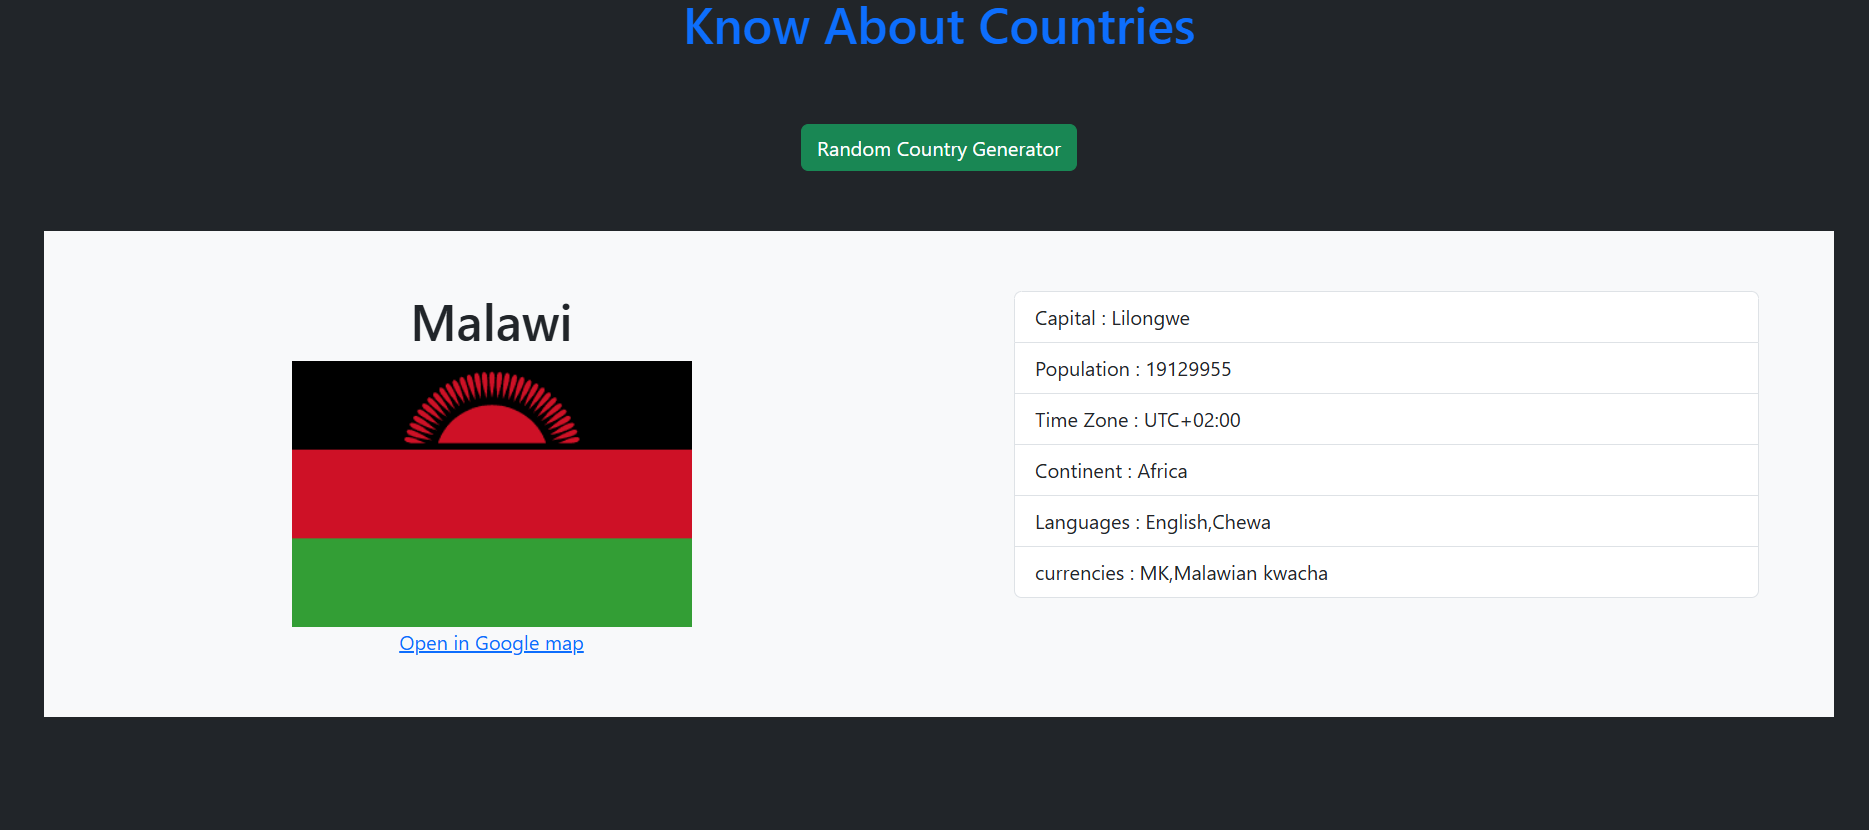 Know About Countries
Random Country Generator
Malawi
Open in Google map
Capital : Lilongwe
Population : 19129955
Time Zone : UTC+02:00
Continent : Africa
Languages : English,Chewa
currencies : MK,Malawian kwacha